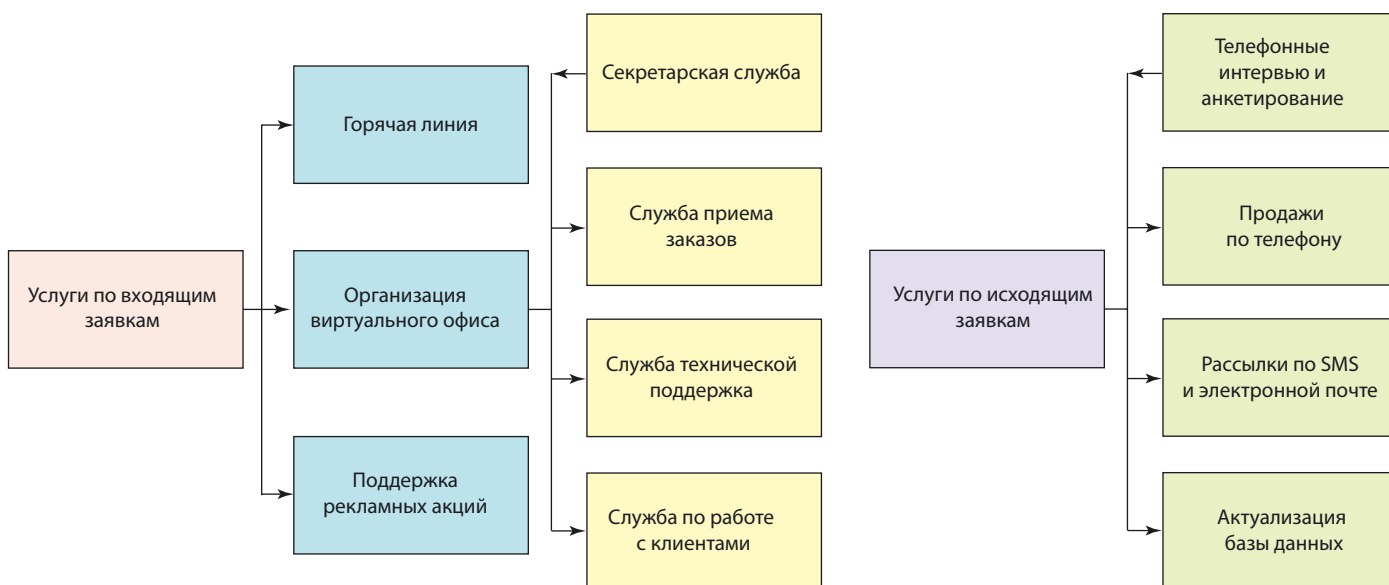 Услуги по входящим
заявкам
Горячая линия
Организация
виртуального офиса
Поддержка
рекламных акций
Секретарская служба
Служба приема
заказов
Служба технической
поддержка
Служба по работе
с клиентами
Услуги по исходящим
заявкам
Телефонные
интервью и
анкетирование
Продажи
по телефону
Рассылки по SMS
и электронной почте
Актуализация
базы данных